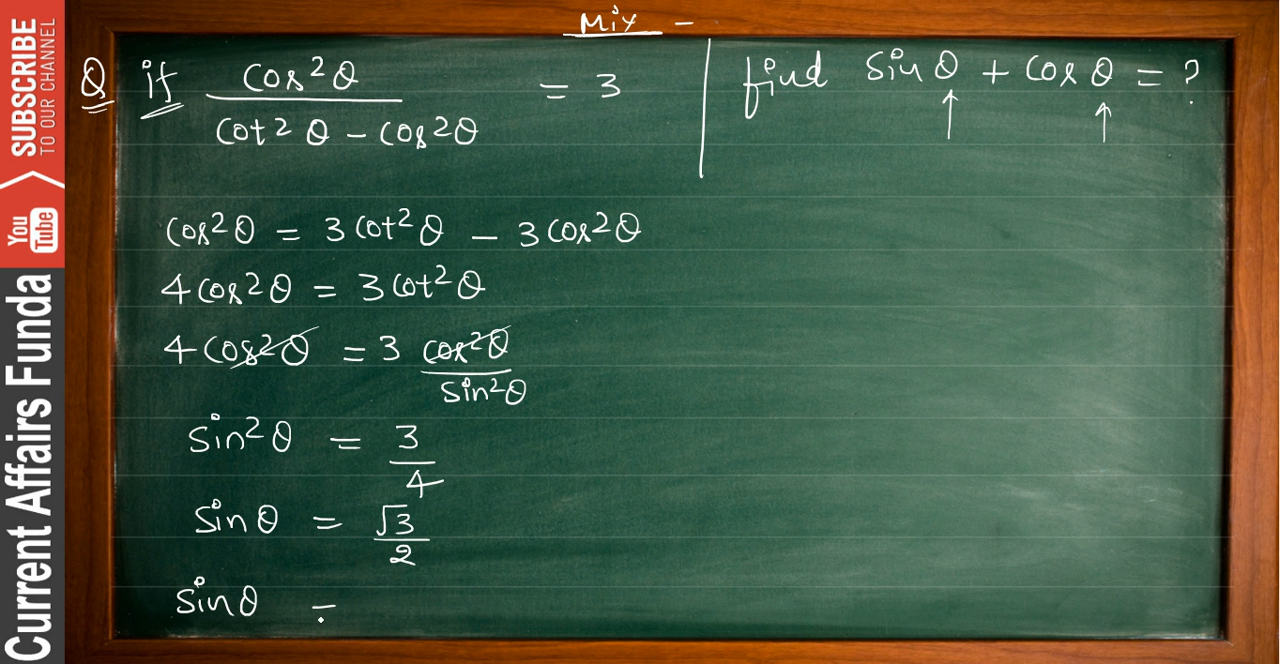 Mix -
Q if cos²θ / cot²θ - cos²θ = 3
find sinθ + cosθ = ?
cos²θ = 3cot²θ - 3cos²θ
4cos²θ = 3cot²θ
4cos²θ = 3 cos²θ / sin²θ
sin²θ = 3/4
sinθ = √3/2
sinθ =
SUBSCRIBE
TO OUR CHANNEL
You Tube
Current Affairs Funda